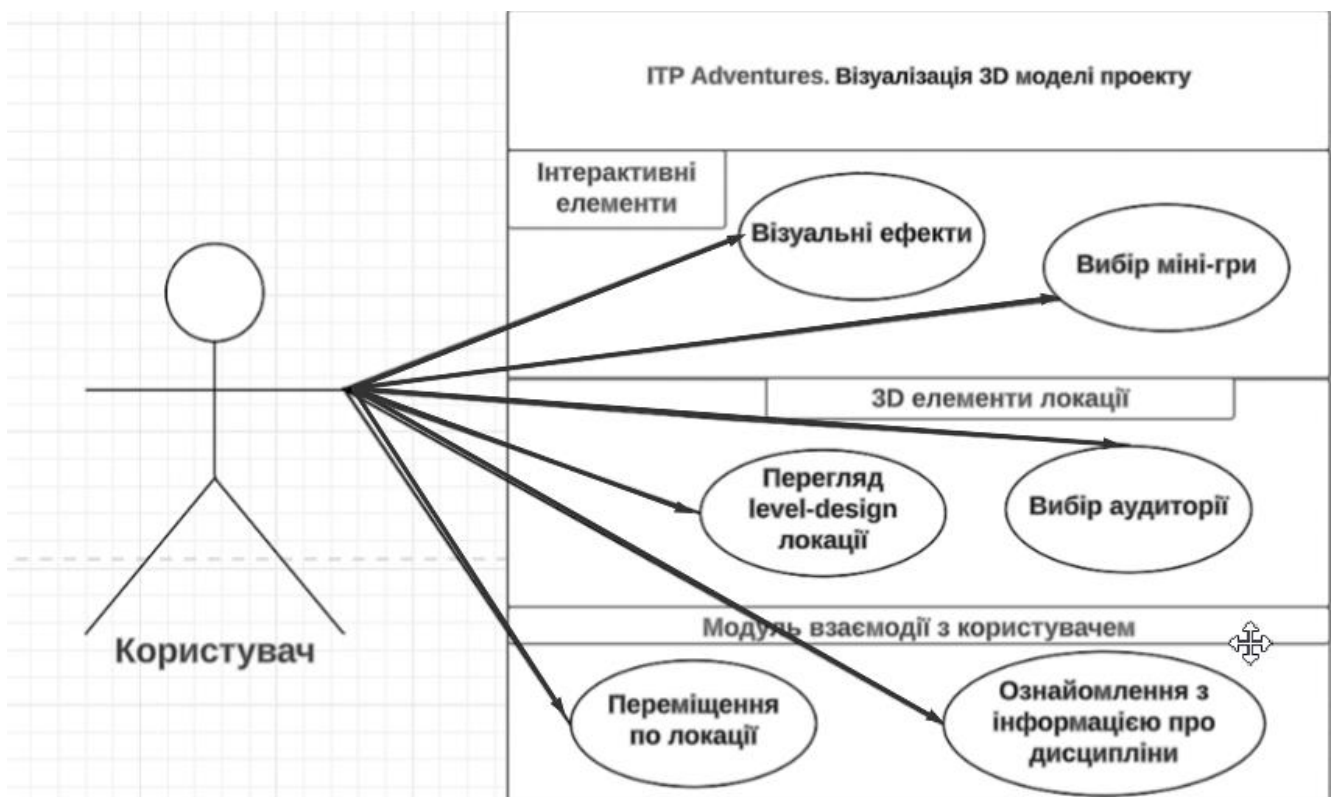 ITP Adventures. Візуалізація 3D моделі проекту
Інтерактивні
елементи
Візуальні ефекти
Вибір міні-гри
3D елементи локації
Перегляд
level-design
локації
Вибір аудиторії
Користувач
Модуль взаємодії з користувачем
Переміщення
по локації
Ознайомлення з
інформацією про
дисципліни